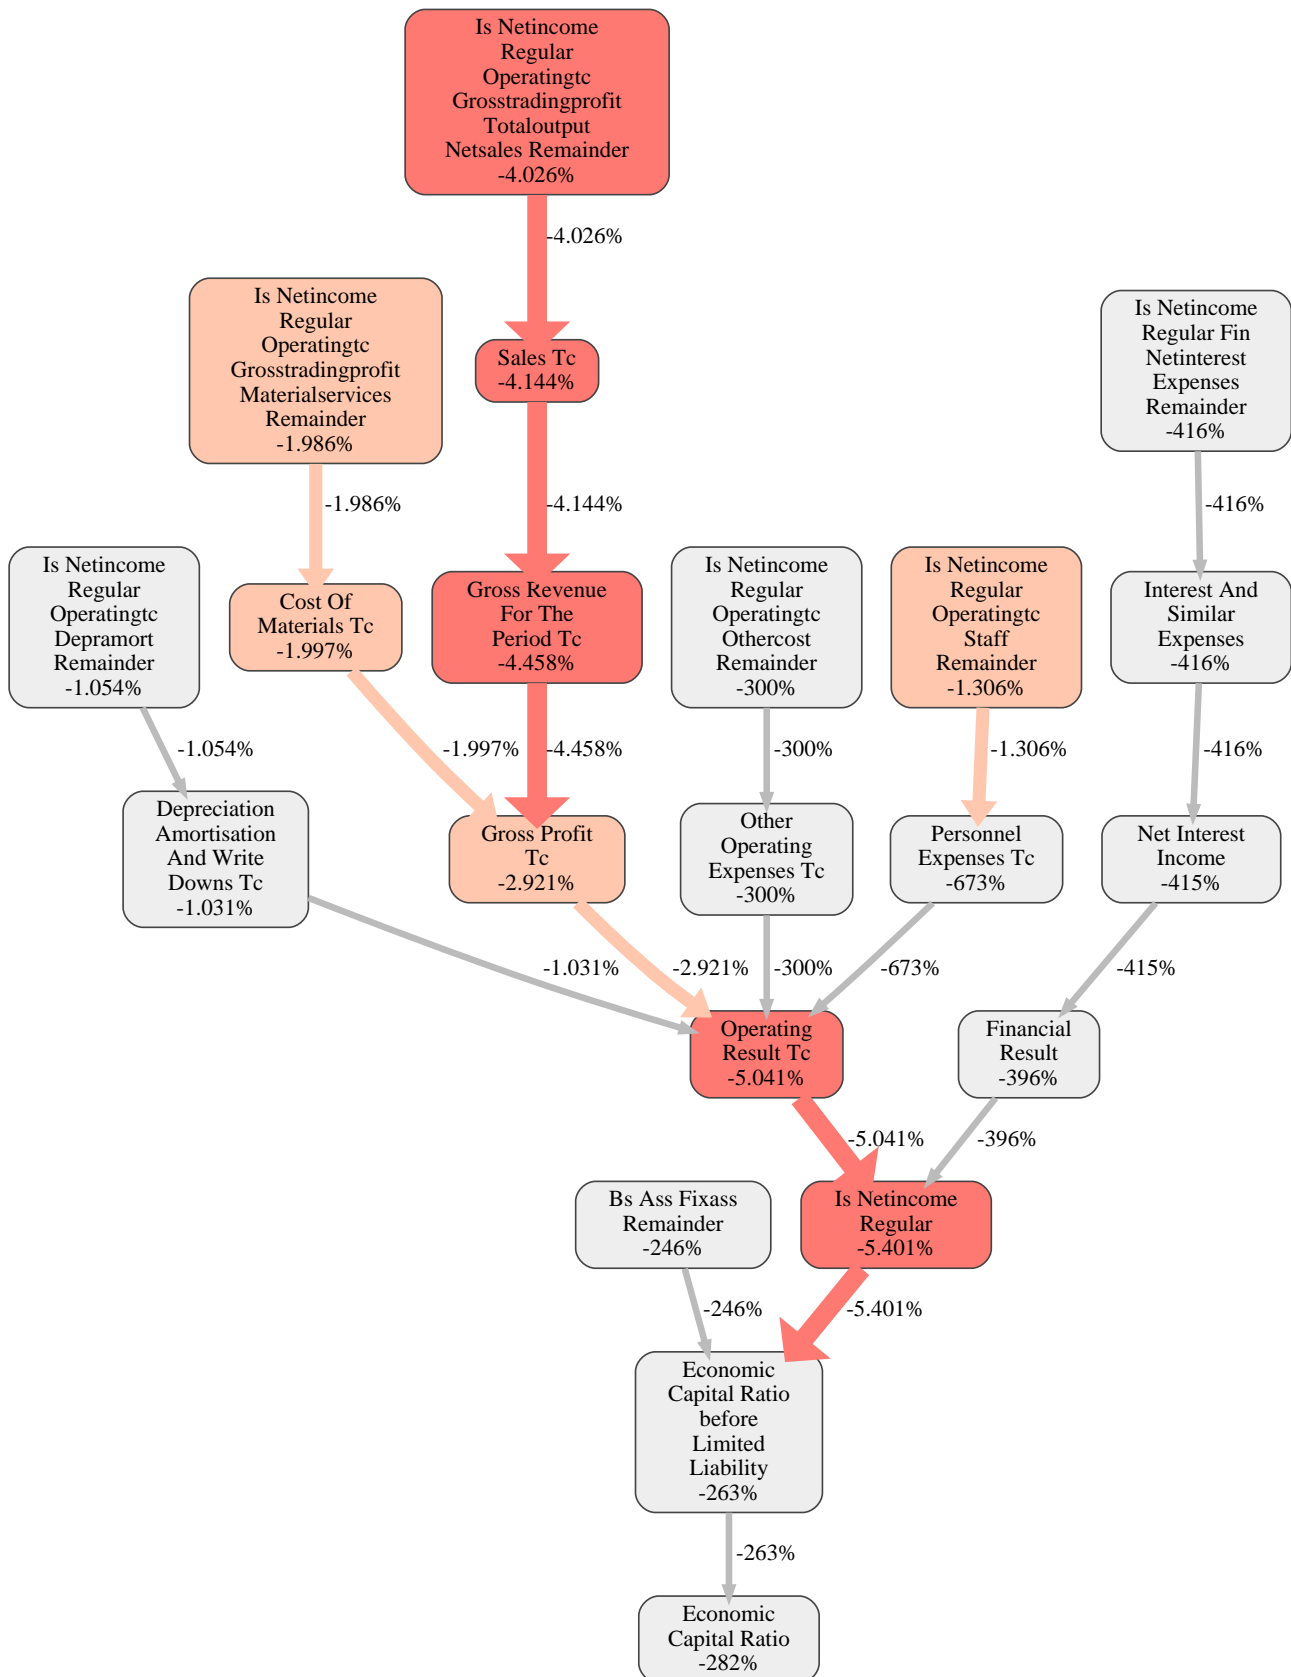 Is Netincome
Regular
Operatingtc
Grosstradingprofit
Totaloutput
Netsales Remainder
-4.026%
-4.026%
Is Netincome
Regular
Operatingtc
Grosstradingprofit
Materialservices
Remainder
-1.986%
Is Netincome
Regular Fin
Netinterest
Expenses
Remainder
-416%
Sales Tc
-4.144%
-1.986%
-4.144%
-416%
Is Netincome
Regular
Operatingtc
Depramort
Remainder
-1.054%
Cost Of
Materials Tc
-1.997%
Gross Revenue
For The
Period Tc
-4.458%
Is Netincome
Regular
Operatingtc
Othercost
Remainder
-300%
Is Netincome
Regular
Operatingtc
Staff
Remainder
-1.306%
Interest And
Similar
Expenses
-416%
-1.054%
-1.997%
-4.458%
-300%
-1.306%
-416%
Depreciation
Amortisation
And Write
Downs Tc
-1.031%
Gross Profit
Tc
-2.921%
Other
Operating
Expenses Tc
-300%
Personnel
Expenses Tc
-673%
Net Interest
Income
-415%
-1.031%
-2.921%
-300%
-673%
-415%
Operating
Result Tc
-5.041%
Financial
Result
-396%
-5.041%
-396%
Bs Ass Fixass
Remainder
-246%
Is Netincome
Regular
-5.401%
-246%
-5.401%
Economic
Capital Ratio
before
Limited
Liability
-263%
-263%
Economic
Capital Ratio
-282%